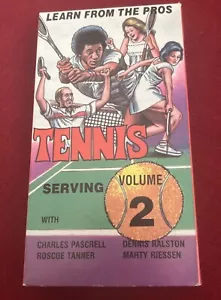 LEARN FROM THE PROS
TENNIS
SERVING
VOLUME
2
WITH
CHARLES PASCRELL
DENNIS RALSTON
ROSCOE TANNER
MARTY RIESSEN